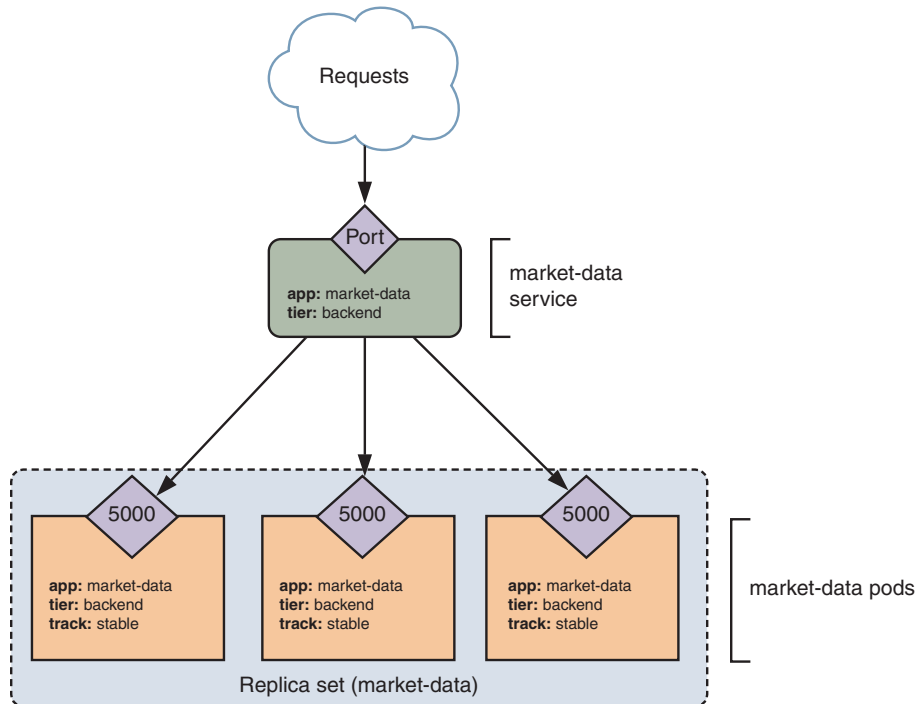 Requests
Port
app: market-data
tier: backend
market-data
service
5000
5000
5000
app: market-data
tier: backend
track: stable
app: market-data
tier: backend
track: stable
app: market-data
tier: backend
track: stable
market-data pods
Replica set (market-data)